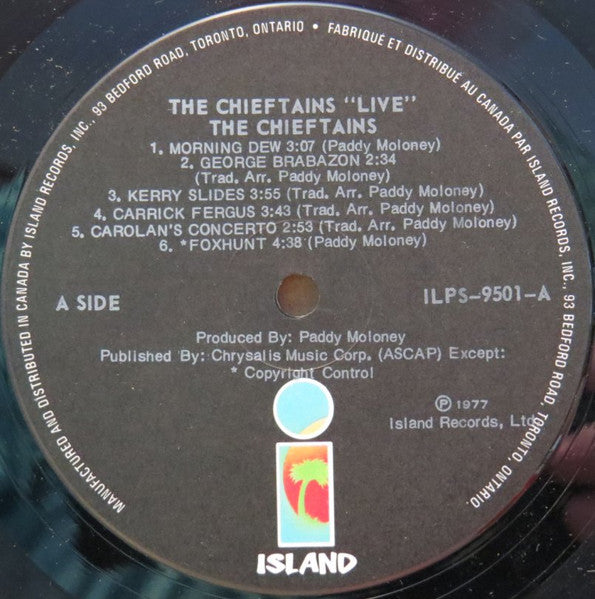 MANUFACTURED AND DISTRIBUTED IN CANADA BY ISLAND RECORDS, INC., 93 BEDFORD ROAD, TORONTO, ONTARIO • FABRIQUÉ ET DISTRIBUÉ AU CANADA PAR ISLAND RECORDS, INC., 93 BEDFORD ROAD, TORONTO, ONTARIO
THE CHIEFTAINS "LIVE"
THE CHIEFTAINS
1. MORNING DEW 3:07 (Paddy Moloney)
2. GEORGE BRABAZON 2:34
(Trad. Arr. Paddy Moloney)
3. KERRY SLIDES 3:55 (Trad. Arr. Paddy Moloney)
4. CARRICK FERGUS 3:43 (Trad. Arr. Paddy Moloney)
5. CAROLAN'S CONCERTO 2:53 (Trad. Arr. Paddy Moloney)
6. *FOXHUNT 4:38 (Paddy Moloney)
A SIDE
ILPS-9501-A
Produced By: Paddy Moloney
Published By: Chrysalis Music Corp. (ASCAP) Except:
* Copyright Control
℗ 1977
Island Records, Ltd.
ISLAND